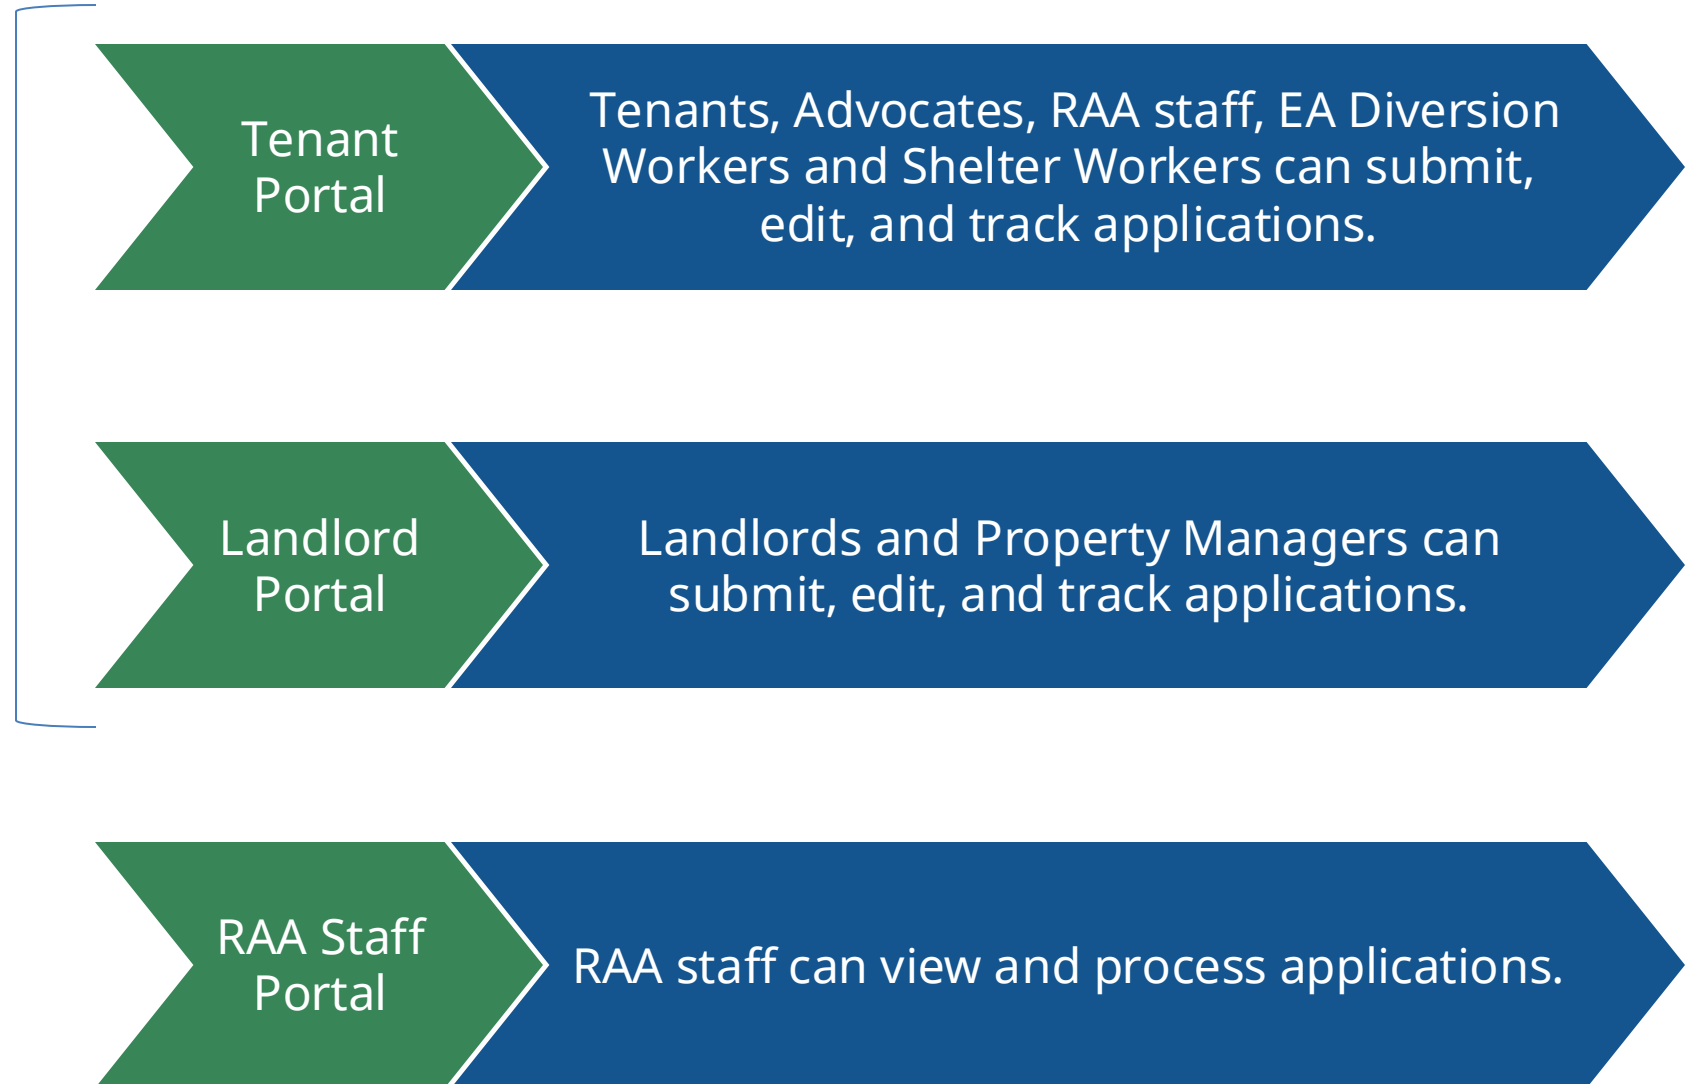 Tenant
Portal
Tenants, Advocates, RAA staff, EA Diversion
Workers and Shelter Workers can submit,
edit, and track applications.
Landlord
Portal
Landlords and Property Managers can
submit, edit, and track applications.
RAA Staff
Portal
RAA staff can view and process applications.